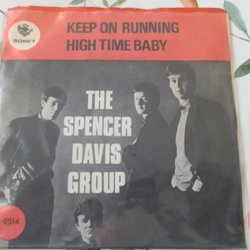 KEEP ON RUNNING
HIGH TIME BABY
SONET
THE
SPENCER
DAVIS
GROUP
-9514